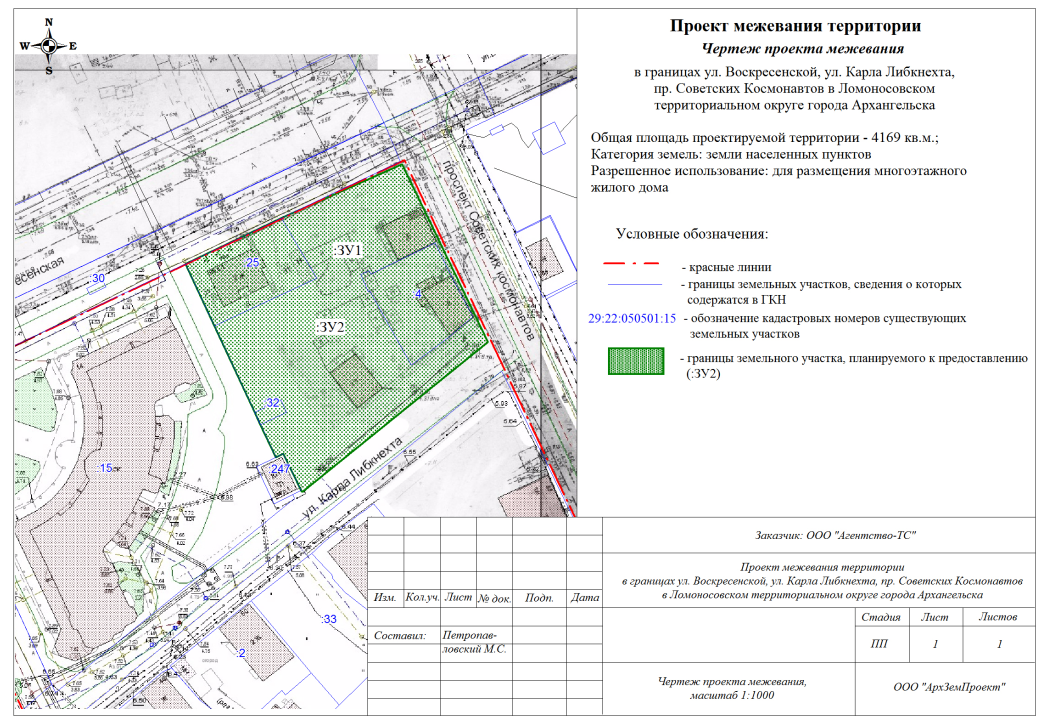 N
W E
S
Проект межевания территории
Чертеж проекта межевания
в границах ул. Воскресенской, ул. Карла Либкнехта,
пр. Советских Космонавтов в Ломоносовском
территориальном округе города Архангельска
Общая площадь проектируемой территории - 4169 кв.м.;
Категория земель: земли населенных пунктов
Разрешенное использование: для размещения многоэтажного
жилого дома
Условные обозначения:
- красные линии
- границы земельных участков, сведения о которых
содержатся в ГКН
29:22:050501:15 - обозначение кадастровых номеров существующих
земельных участков
- границы земельного участка, планируемого к предоставлению
(:ЗУ2)
проспект Советских космонавтов
есенская
30
25
:ЗУ1
4
:ЗУ2
32
247
15
ул. Карла Либкнехта
:33
:2
Изм. Кол.уч. Лист № док. Подп. Дата
Составил: Петропав-
ловский М.С.
Заказчик: ООО "Агентство-ТС"
Проект межевания территории
в границах ул. Воскресенской, ул. Карла Либкнехта, пр. Советских Космонавтов
в Ломоносовском территориальном округе города Архангельска
Стадия Лист Листов
ПП 1 1
Чертеж проекта межевания,
масштаб 1:1000
ООО "АрхЗемПроект"